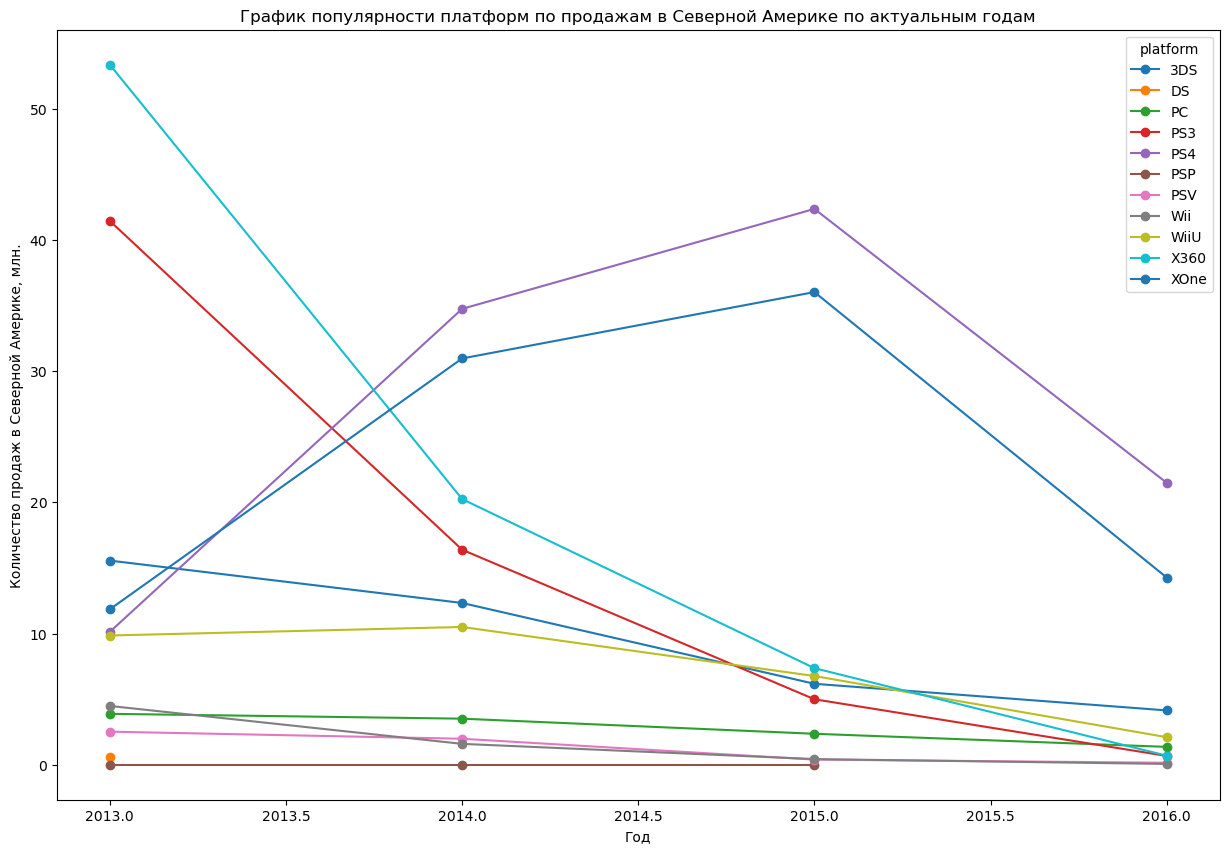 График популярности платформ по продажам в Северной Америке по актуальным годам
platform
3DS
DS
PC
PS3
PS4
PSP
PSV
Wii
WiiU
X360
XOne
Количество продаж в Северной Америке, млн.
50
40
30
20
10
0
2013.0 2013.5 2014.0 2014.5 2015.0 2015.5 2016.0
Год